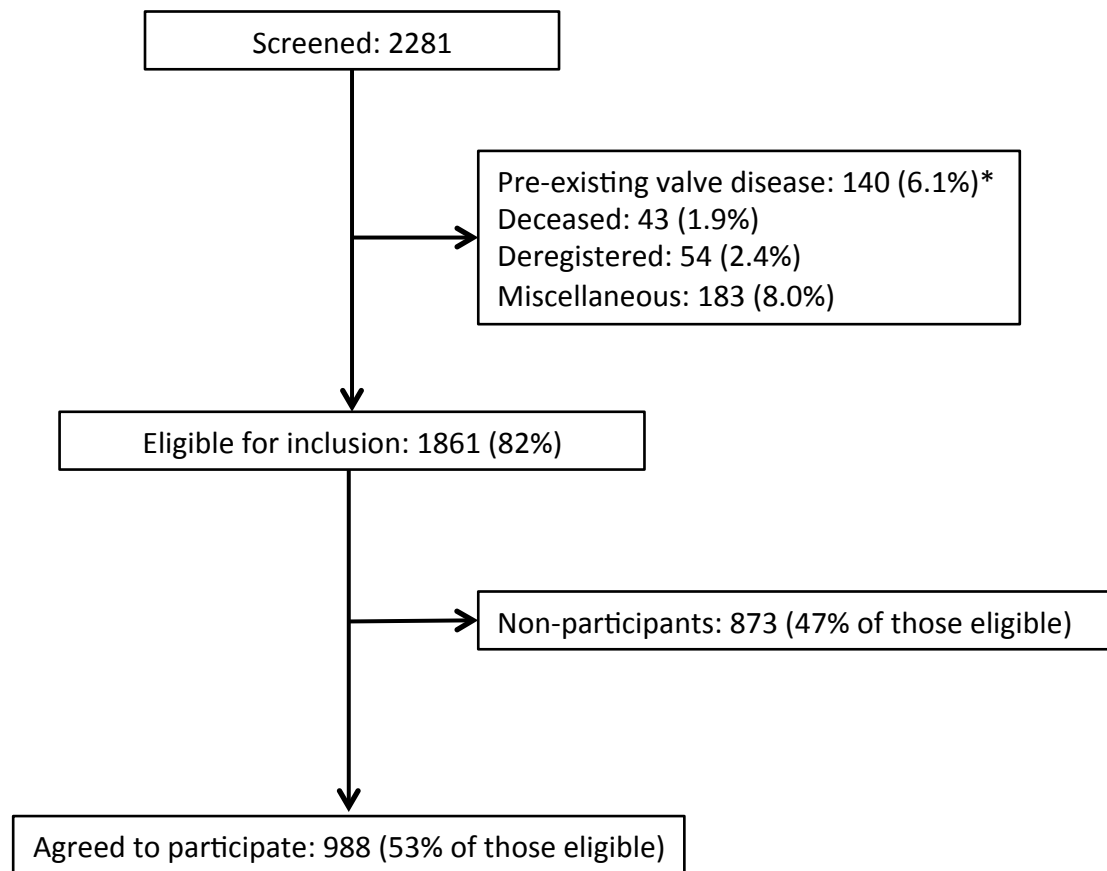 Screened: 2281
Pre-existing valve disease: 140 (6.1%)*
Deceased: 43 (1.9%)
Deregistered: 54 (2.4%)
Miscellaneous: 183 (8.0%)
Eligible for inclusion: 1861 (82%)
Non-participants: 873 (47% of those eligible)
Agreed to participate: 988 (53% of those eligible)